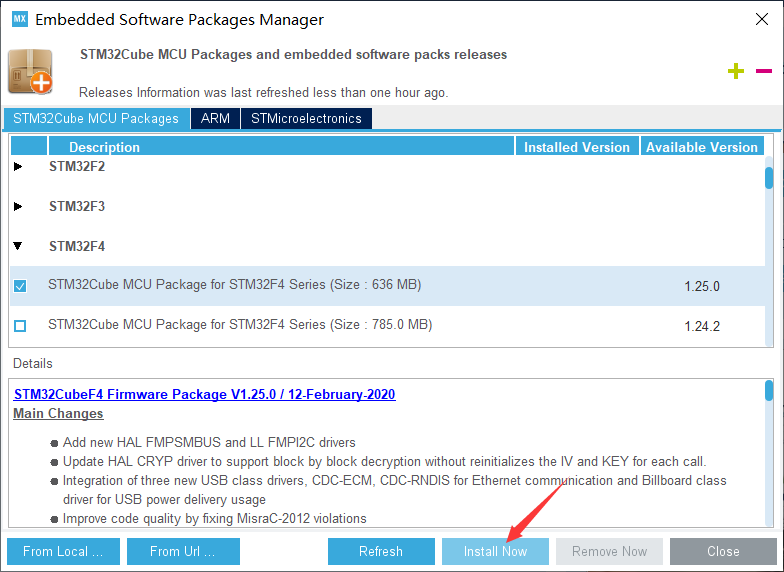 MX Embedded Software Packages Manager
STM32Cube MCU Packages and embedded software packs releases
Releases Information was last refreshed less than one hour ago.
STM32Cube MCU Packages ARM STMicroelectronics
Description Installed Version Available Version
STM32F2
STM32F3
STM32F4
STM32Cube MCU Package for STM32F4 Series (Size : 636 MB) 1.25.0
STM32Cube MCU Package for STM32F4 Series (Size : 785.0 MB) 1.24.2
Details
STM32CubeF4 Firmware Package V1.25.0 / 12-February-2020
Main Changes
Add new HAL FMPSMBUS and LL FMPI2C drivers
Update HAL CRYP driver to support block by block decryption without reinitializes the IV and KEY for each call.
Integration of three new USB class drivers, CDC-ECM, CDC-RNDIS for Ethernet communication and Billboard class
driver for USB power delivery usage
Improve code quality by fixing MisraC-2012 violations
From Local ... From Url ... Refresh Install Now Remove Now Close